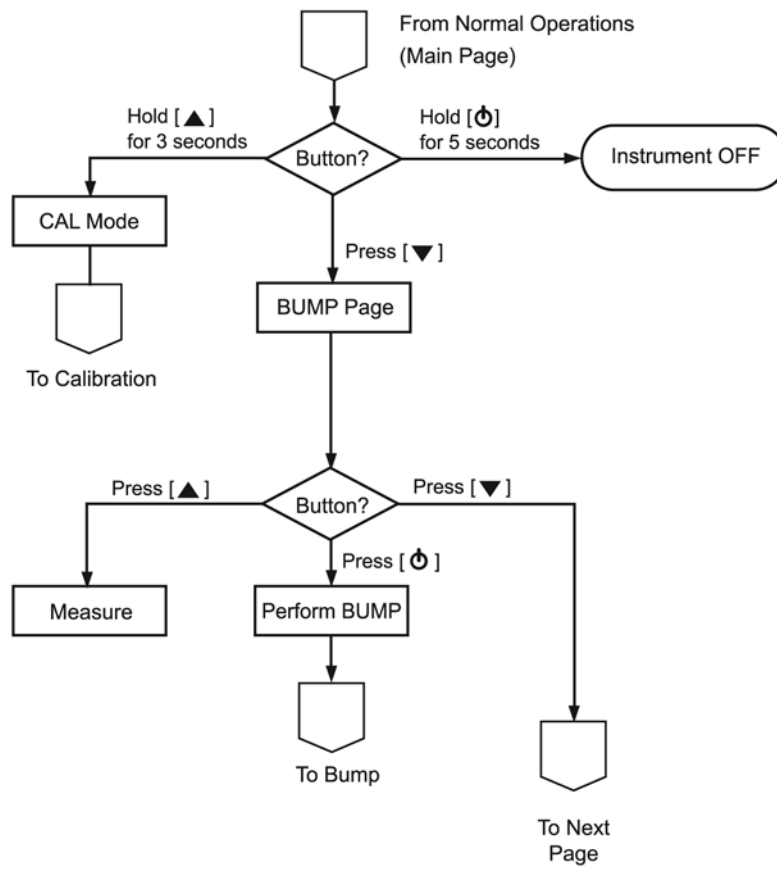 From Normal Operations
(Main Page)
Hold [▲]
for 3 seconds
Button?
Hold [⏻]
for 5 seconds
Instrument OFF
CAL Mode
Press [▼]
BUMP Page
To Calibration
Press [▲]
Button?
Press [▼]
Press [⏻]
Measure
Perform BUMP
To Bump
To Next
Page